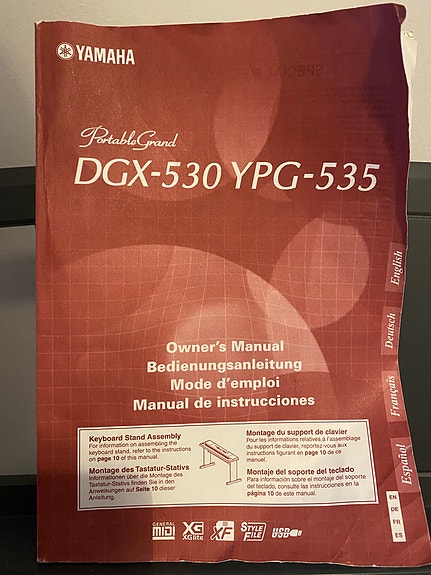 YAMAHA
PortableGrand
DGX-530 YPG-535
English
Deutsch
Français
Español
Owner's Manual
Bedienungsanleitung
Mode d'emploi
Manual de instrucciones
Keyboard Stand Assembly
For information on assembling the
keyboard stand, refer to the instructions
on page 10 of this manual.
Montage des Tastatur-Stativs
Informationen über die Montage des
Tastatur-Stativs finden Sie in den
Anweisungen auf Seite 10 dieser
Anleitung.
Montage du support de clavier
Pour les informations relatives à l'assemblage
du support de clavier, reportez-vous aux
instructions figurant en page 10 de ce
manuel.
Montaje del soporte del teclado
Para información sobre el montaje del soporte
del teclado, consulte las instrucciones en la
página 10 de este manual.
EN
DE
FR
ES
GENERAL
MIDI
XG
XGlite
XF
STYLE
FILE
USB